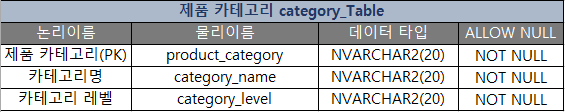 제품 카테고리 category_Table
논리이름 물리이름 데이터 타입 ALLOW NULL
제품 카테고리(PK) product_category NVARCHAR2(20) NOT NULL
카테고리명 category_name NVARCHAR2(20) NOT NULL
카테고리 레벨 category_level NVARCHAR2(20) NOT NULL